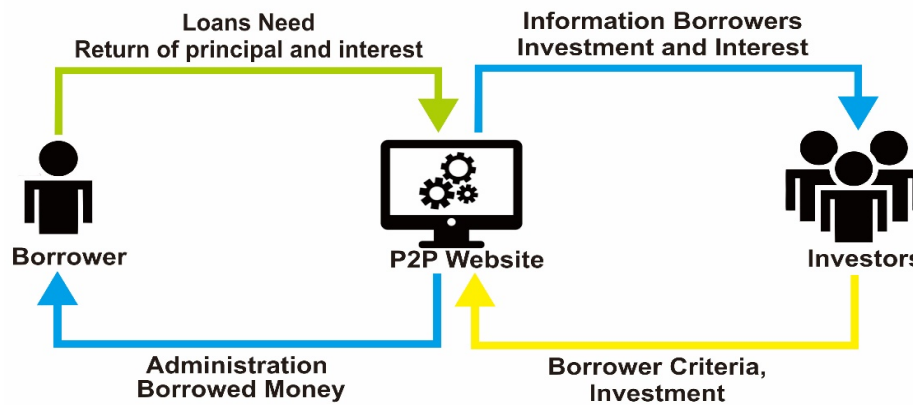 Loans Need
Return of principal and interest
Information Borrowers
Investment and Interest
Borrower
P2P Website
Investors
Administration
Borrowed Money
Borrower Criteria,
Investment